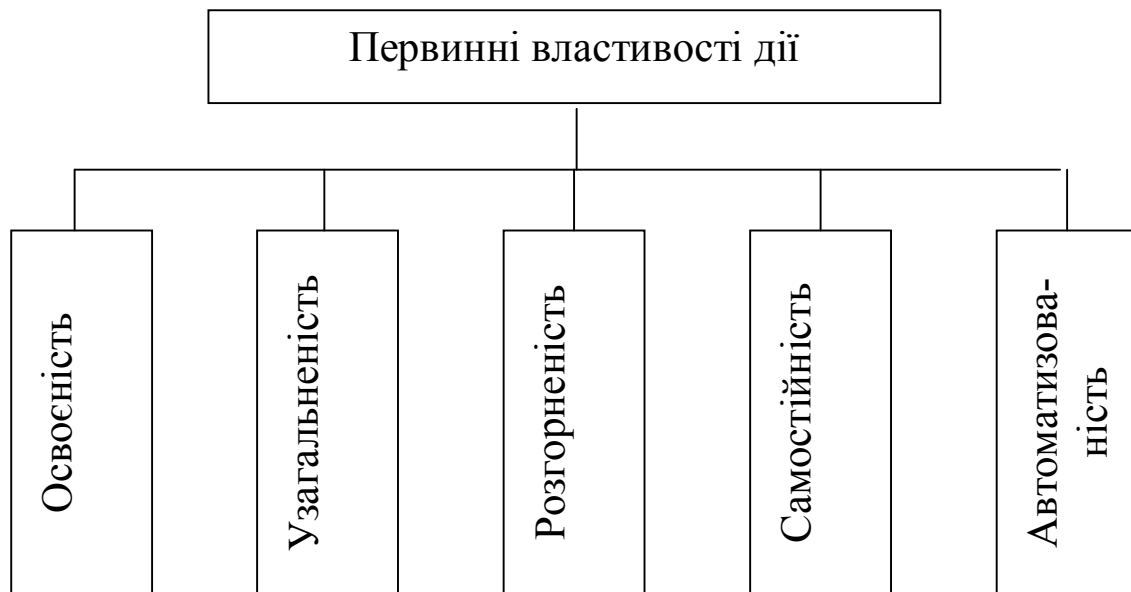 Первинні властивості дії
Освоєність
Узагальненість
Розгорненість
Самостійність
Автоматизова-
ність